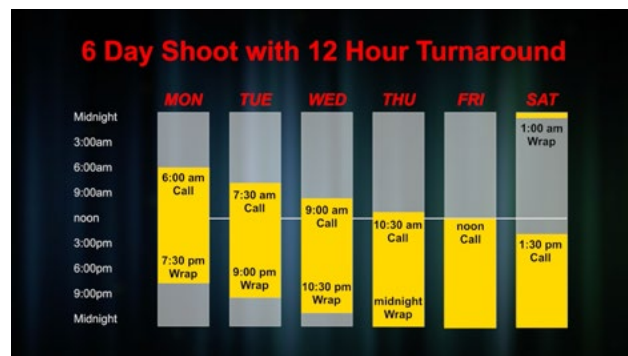 6 Day Shoot with 12 Hour Turnaround
MON TUE WED THU FRI SAT
Midnight
3:00am
6:00am
9:00am
noon
3:00pm
6:00pm
9:00pm
Midnight
6:00 am
Call
7:30 pm
Wrap
7:30 am
Call
9:00 pm
Wrap
9:00 am
Call
10:30 pm
Wrap
10:30 am
Call
midnight
Wrap
noon
Call
1:00 am
Wrap
1:30 pm
Call